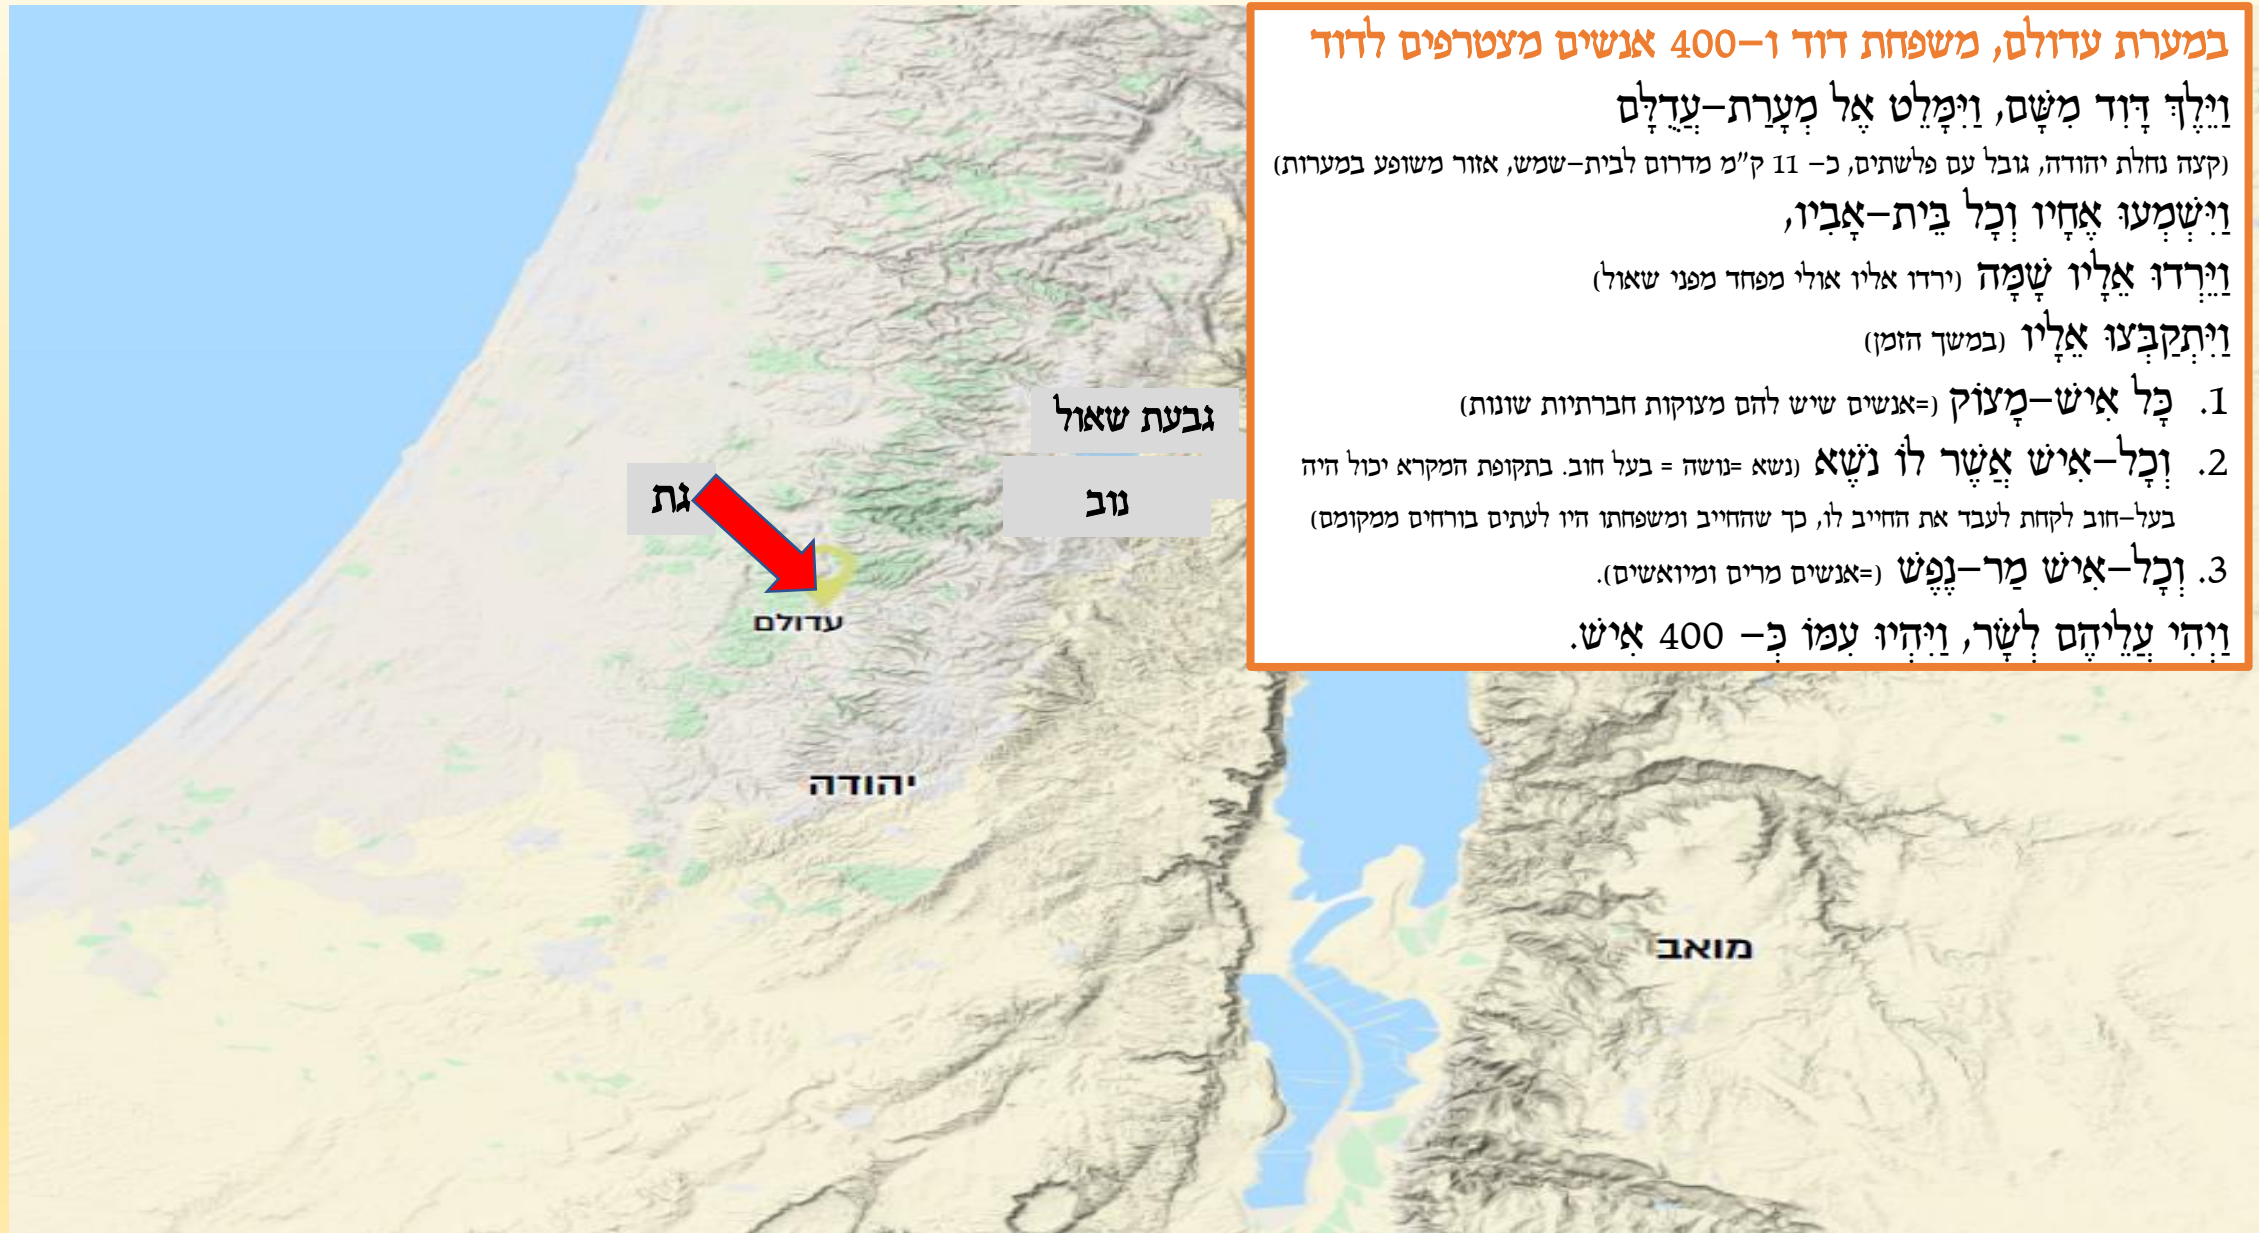 במערת עדולם, משפחת דוד ו–400 אנשים מצטרפים לדוד
וַיֵּלֶךְ דָּוִד מִשָּׁם, וַיִּמָּלֵט אֶל מְעָרַת–עֲדֻלָּם
(קצה נחלת יהודה, גובל עם פלשתים, כ– 11 ק"מ מדרום לבית–שמש, אזור משופע במערות)
וַיִּשְׁמְעוּ אֶחָיו וְכָל בֵּית–אָבִיו,
וַיֵּרְדוּ אֵלָיו שָׁמָּה (ירדו אליו אולי מפחד מפני שאול)
וַיִּתְקַבְּצוּ אֵלָיו (במשך הזמן)
1. כָּל אִישׁ–מָצוֹק (=אנשים שיש להם מצוקות חברתיות שונות)
2. וְכָל–אִישׁ אֲשֶׁר לוֹ נֹשֶׁא (נשא =נושה = בעל חוב. בתקופת המקרא יכול היה
בעל–חוב לקחת לעבד את החייב לו, כך שהחייב ומשפחתו היו לעתים בורחים ממקומם)
3. וְכָל–אִישׁ מַר–נֶפֶשׁ (=אנשים מרים ומיואשים).
וַיְהִי עֲלֵיהֶם לְשָׂר, וַיִּהְיוּ עִמּוֹ כְּ– 400 אִישׁ.
גבעת שאול
נוב
גת
עדולם
יהודה
מואב